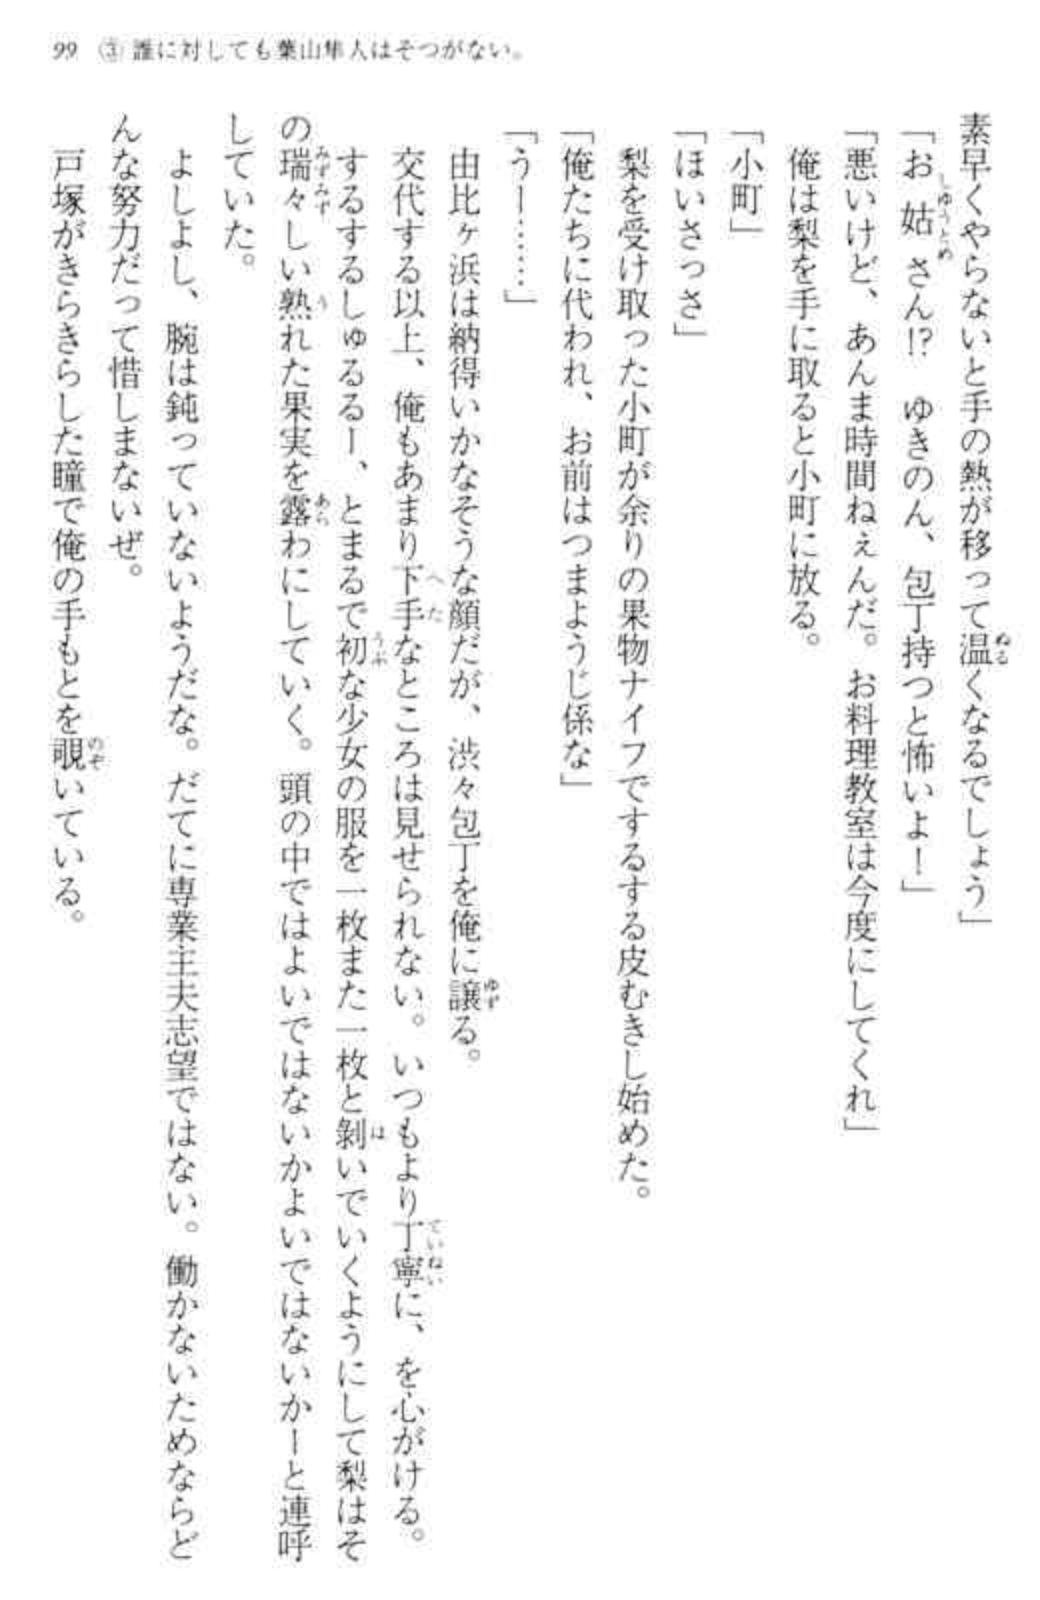 99 ③ 誰に対しても葉山隼人はそつがない。
素早くやらないと手の熱が移って温くなるでしょう」
「お姑さん!? ゆきのん、包丁持つと怖いよ！」
「悪いけど、あんま時間ねぇんだ。お料理教室は今度にしてくれ」
俺は梨を手に取ると小町に放る。
「小町」
「ほいさっさ」
梨を受け取った小町が余りの果物ナイフでするする皮むきし始めた。
「俺たちに代われ、お前はつまようじ係な」
「うー……」
由比ヶ浜は納得いかなそうな顔だが、渋々包丁を俺に譲る。
交代する以上、俺もあまり下手なところは見せられない。いつもより丁寧に、を心がける。
するするしゅるるー、とまるで初な少女の服を一枚また一枚と剝いでいくようにして梨はそ
の瑞々しい熟れた果実を露わにしていく。頭の中ではよいではないかよいではないかーと連呼
していた。
よしよし、腕は鈍っていないようだな。だてに専業主夫志望ではない。働かないためならど
んな努力だって惜しまないぜ。
戸塚がきらきらした瞳で俺の手もとを覗いている。